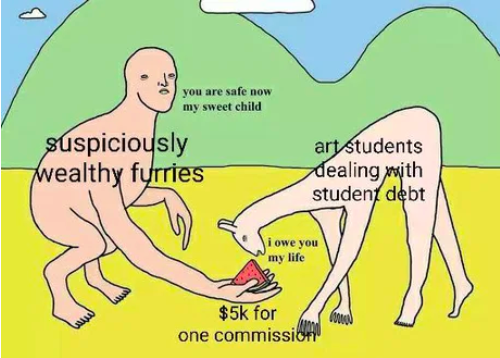 you are safe now
my sweet child
suspiciously
wealthy furries
art students
dealing with
student debt
i owe you
my life
$5k for
one commission